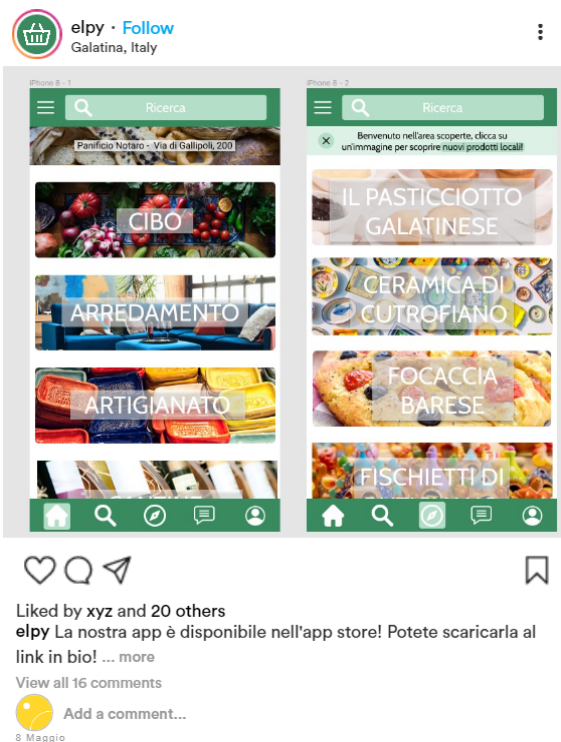 elpy · Follow
Galatina, Italy
iPhone 8 - 1
iPhone 8 - 2
Ricerca
Panificio Notaro - Via di Gallipoli, 200
CIBO
ARREDAMENTO
ARTIGIANATO
CANTINE
Ricerca
Benvenuto nell'area scoperte, clicca su
un'immagine per scoprire nuovi prodotti locali!
IL PASTICCIOTTO
GALATINESE
CERAMICA DI
CUTROFIANO
FOCACCIA
BARESE
FISCHIETTI DI
Liked by xyz and 20 others
elpy La nostra app è disponibile nell'app store! Potete scaricarla al
link in bio! ... more
View all 16 comments
Add a comment...
8 Maggio